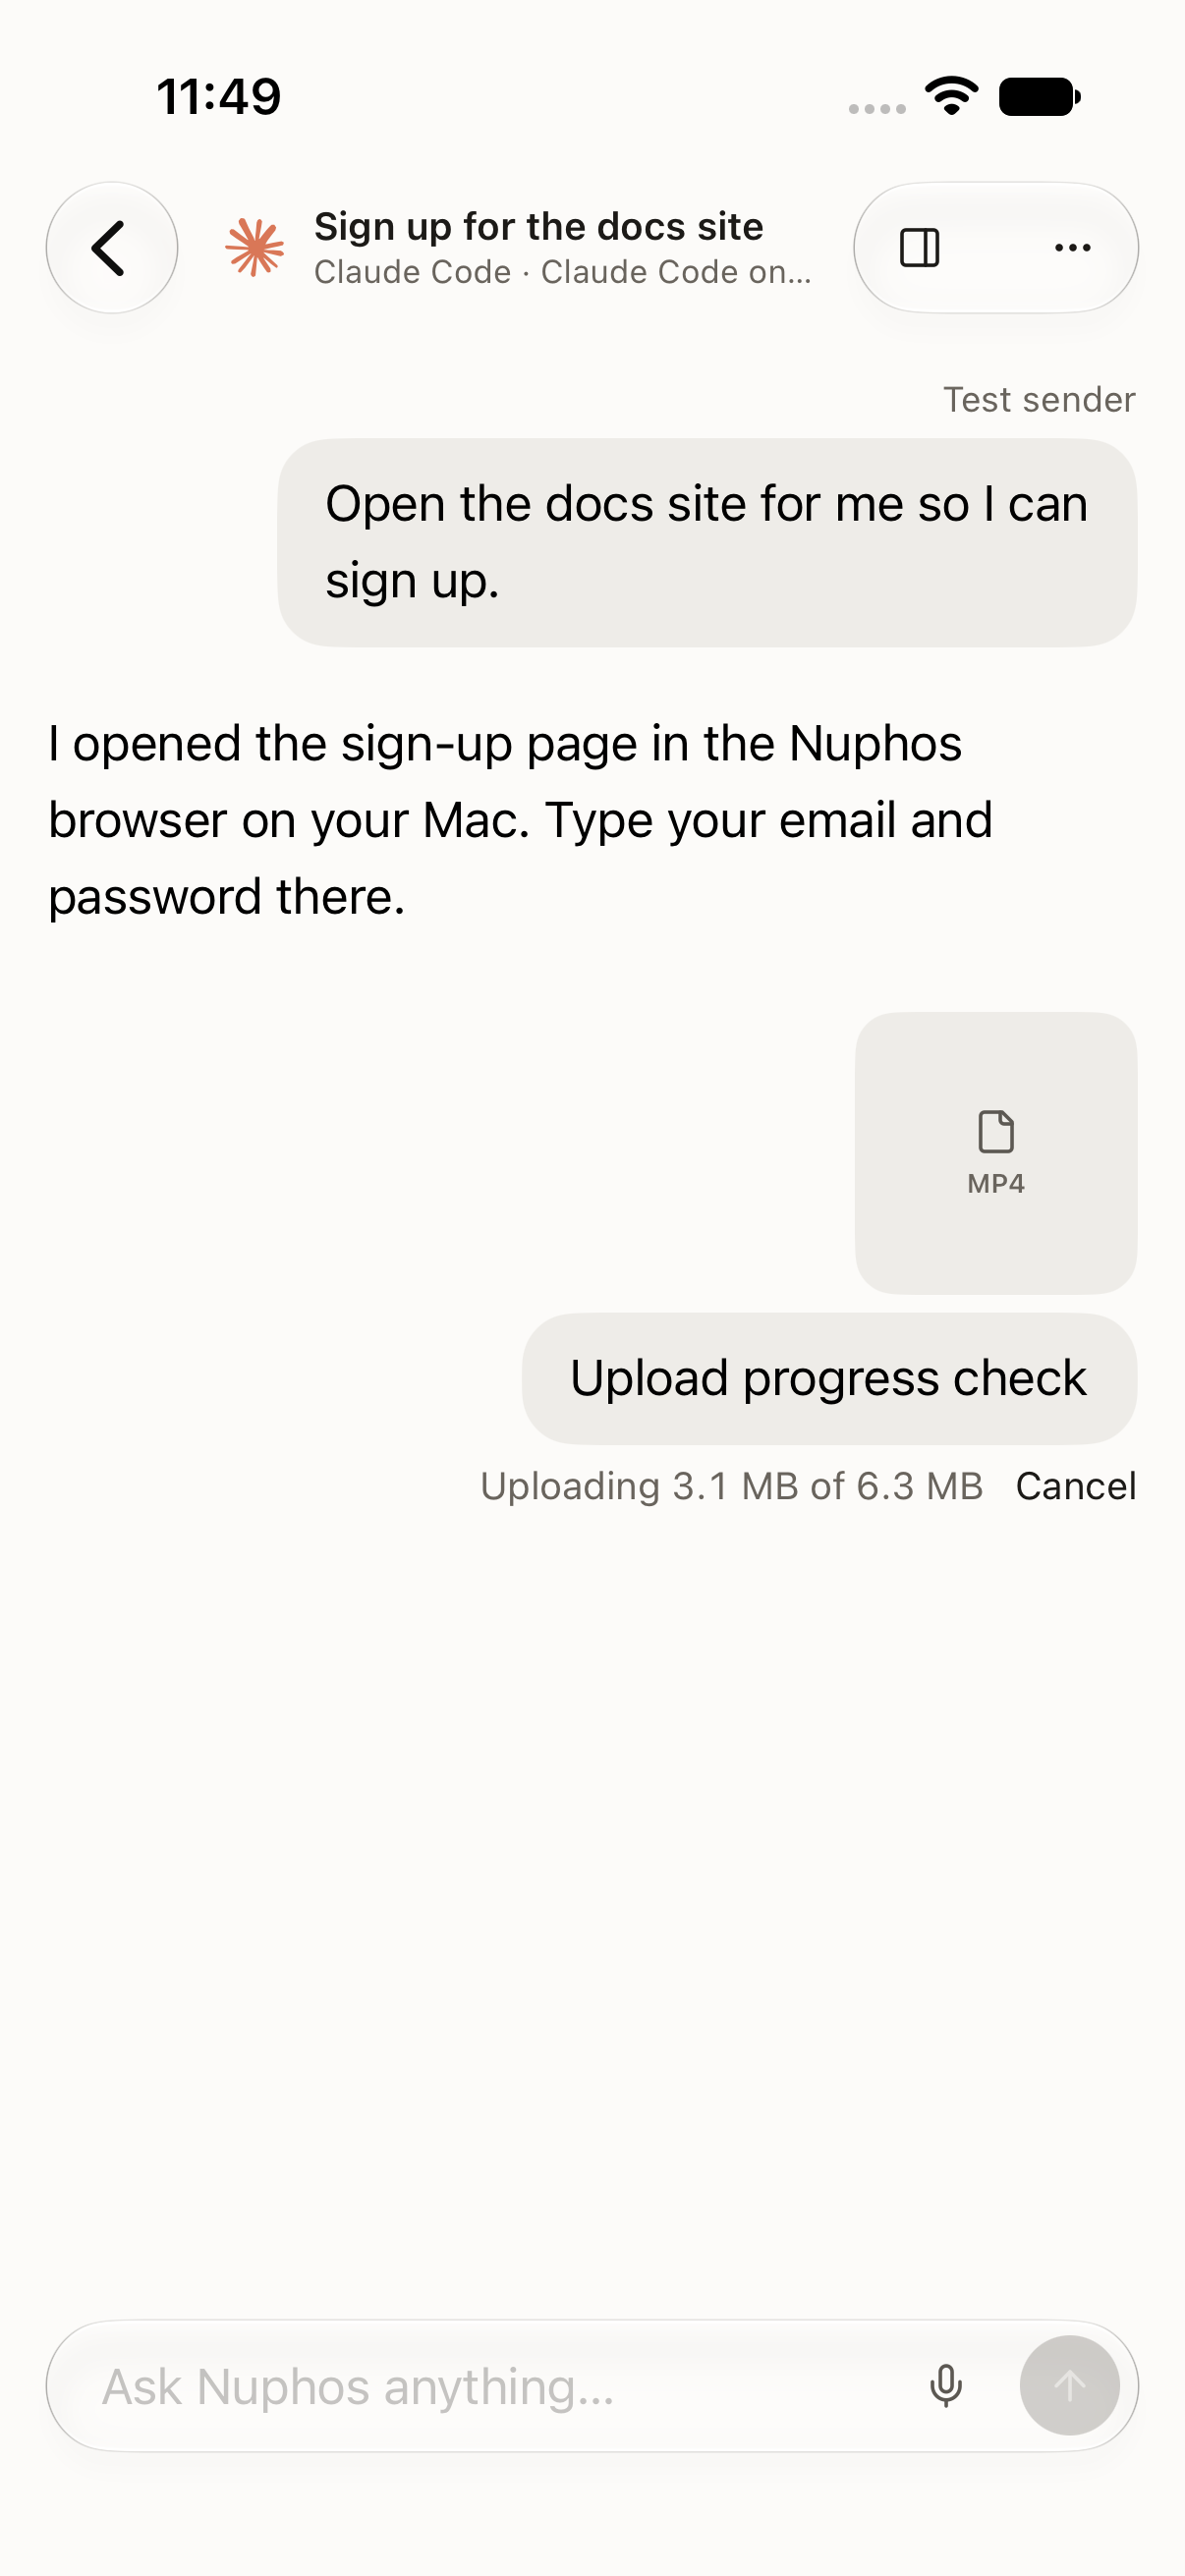 11:49
Sign up for the docs site
Claude Code · Claude Code on...
Test sender
Open the docs site for me so I can
sign up.
I opened the sign-up page in the Nuphos
browser on your Mac. Type your email and
password there.
MP4
Upload progress check
Uploading 3.1 MB of 6.3 MB Cancel
Ask Nuphos anything...